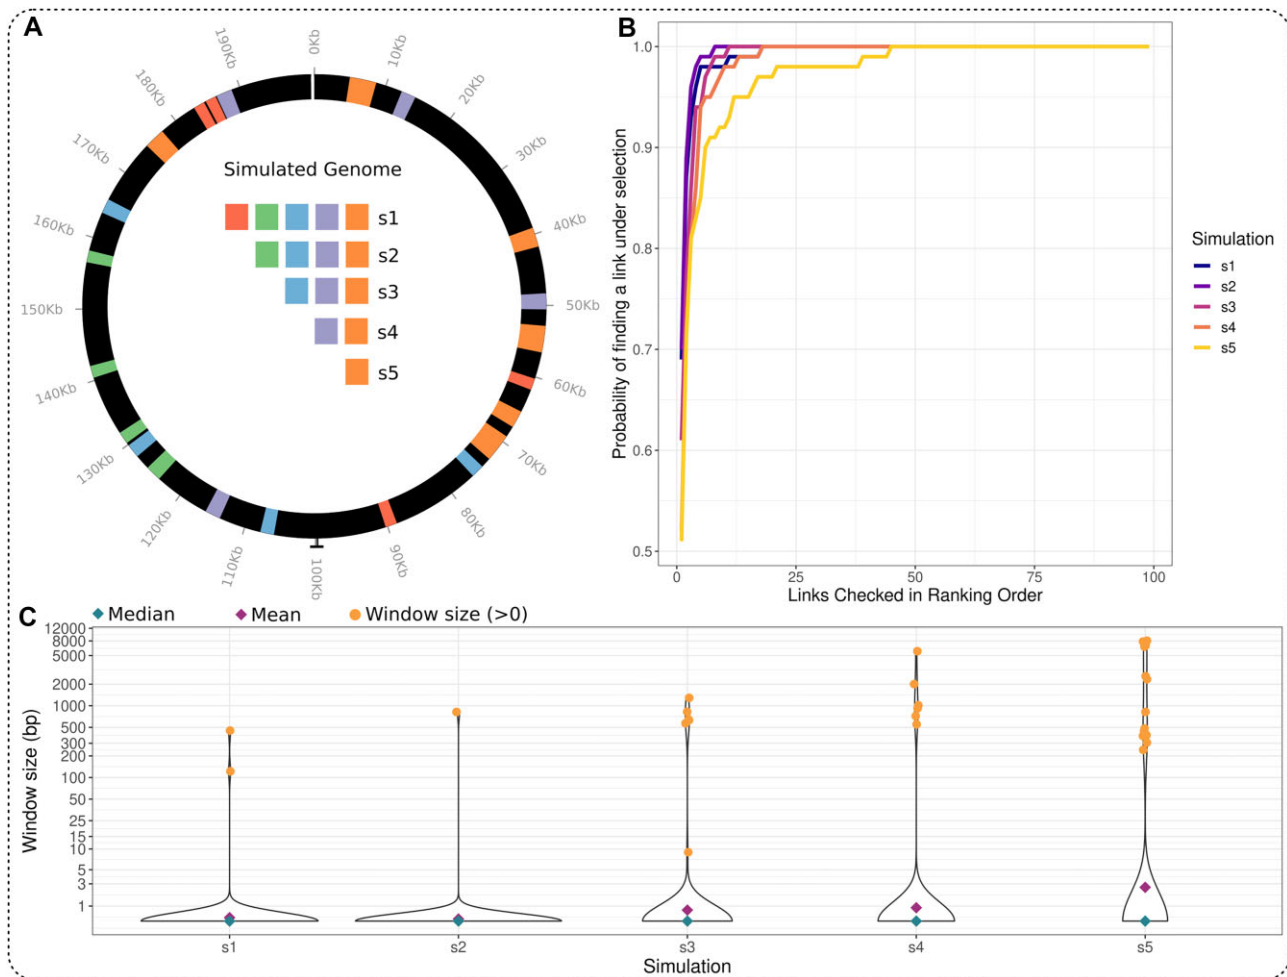 A
0Kb
10Kb
20Kb
30Kb
40Kb
50Kb
60Kb
70Kb
80Kb
90Kb
100Kb
110Kb
120Kb
130Kb
140Kb
150Kb
160Kb
170Kb
180Kb
190Kb
Simulated Genome
s1
s2
s3
s4
s5
B
Probability of finding a link under selection
1.0
0.9
0.8
0.7
0.6
0.5
0
25
50
75
100
Links Checked in Ranking Order
Simulation
s1
s2
s3
s4
s5
C
Median Mean Window size (>0)
Window size (bp)
12000
8000
5000
2000
1000
500
300
200
100
50
25
15
10
5
3
1
s1 s2 s3 s4 s5
Simulation